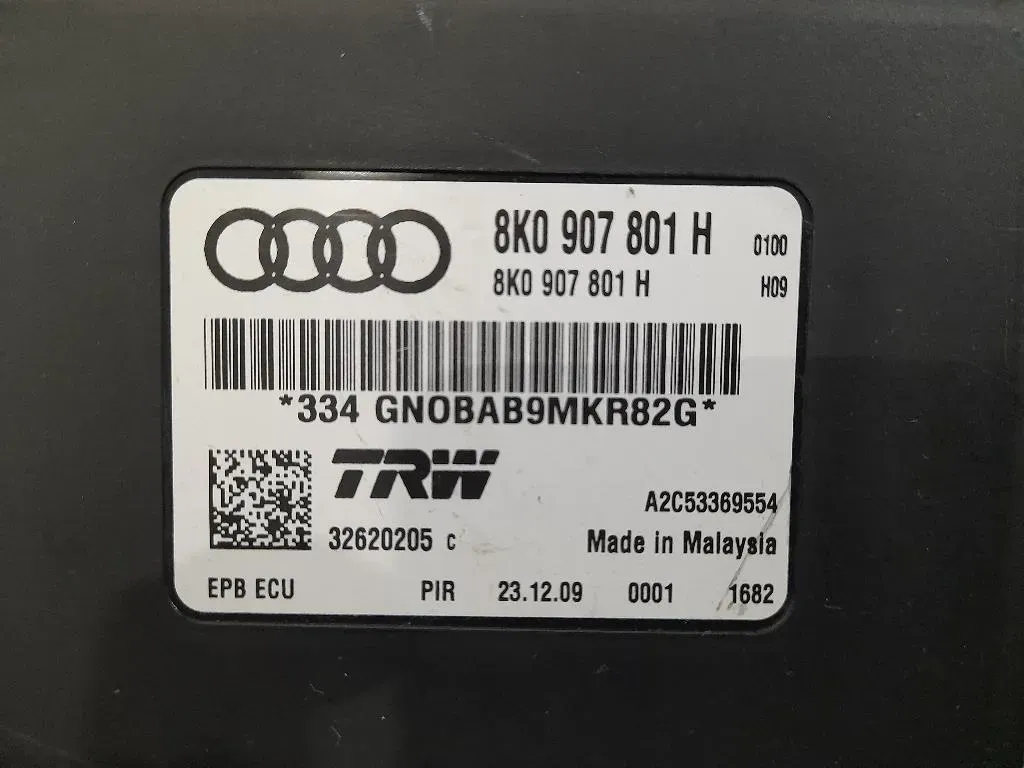 8K0 907 801 H 0100
8K0 907 801 H H09
*334 GN0BAB9MKR82G*
TRW
A2C53369554
32620205 C Made in Malaysia
EPB ECU PIR 23.12.09 0001 1682